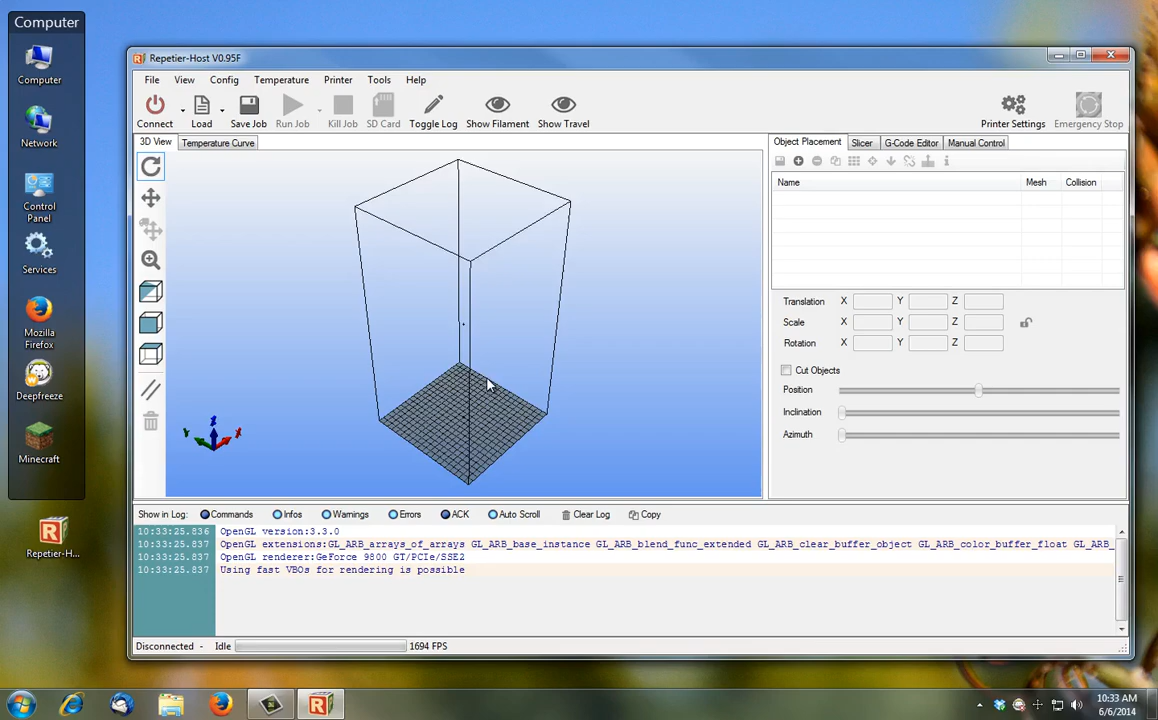 Computer
Computer
Network
Control
Panel
Services
Mozilla
Firefox
Deepfreeze
Minecraft
Repetier-H...
Repetier-Host V0.95F
File View Config Temperature Printer Tools Help
Connect Load Save Job Run Job Kill Job SD Card Toggle Log Show Filament Show Travel Printer Settings Emergency Stop
3D View Temperature Curve
Object Placement Slicer G-Code Editor Manual Control
Name Mesh Collision
Translation X Y Z
Scale X Y Z
Rotation X Y Z
Cut Objects
Position
Inclination
Azimuth
Y Z X
Show in Log: Commands Infos Warnings Errors ACK Auto Scroll Clear Log Copy
10:33:25.836 OpenGL version:3.3.0
10:33:25.837 OpenGL extensions:GL_ARB_arrays_of_arrays GL_ARB_base_instance GL_ARB_blend_func_extended GL_ARB_clear_buffer_object GL_ARB_color_buffer_float GL_ARB_
10:33:25.837 OpenGL renderer:GeForce 9800 GT/PCIe/SSE2
10:33:25.837 Using fast VBOs for rendering is possible
Disconnected - Idle 1694 FPS
10:33 AM
6/6/2014